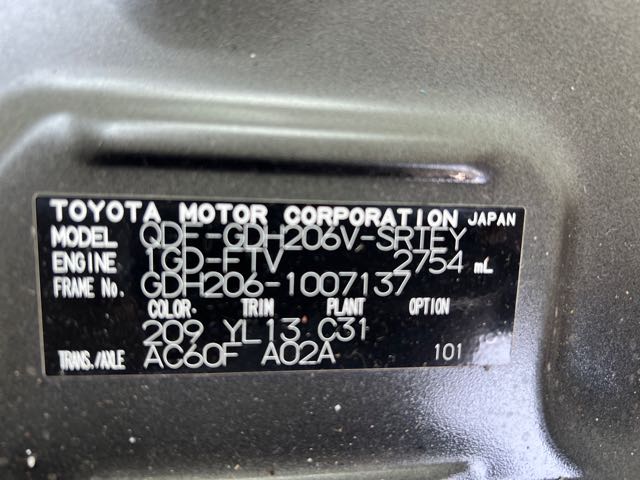 TOYOTA MOTOR CORPORATION JAPAN
MODEL QDF-GDH206V-SRTEY
ENGINE 1GD-FTV 2754 mL
FRAME No. GDH206-1007137
COLOR TRIM PLANT OPTION
209 YL13 C31
TRANS./AXLE AC60F A02A 101